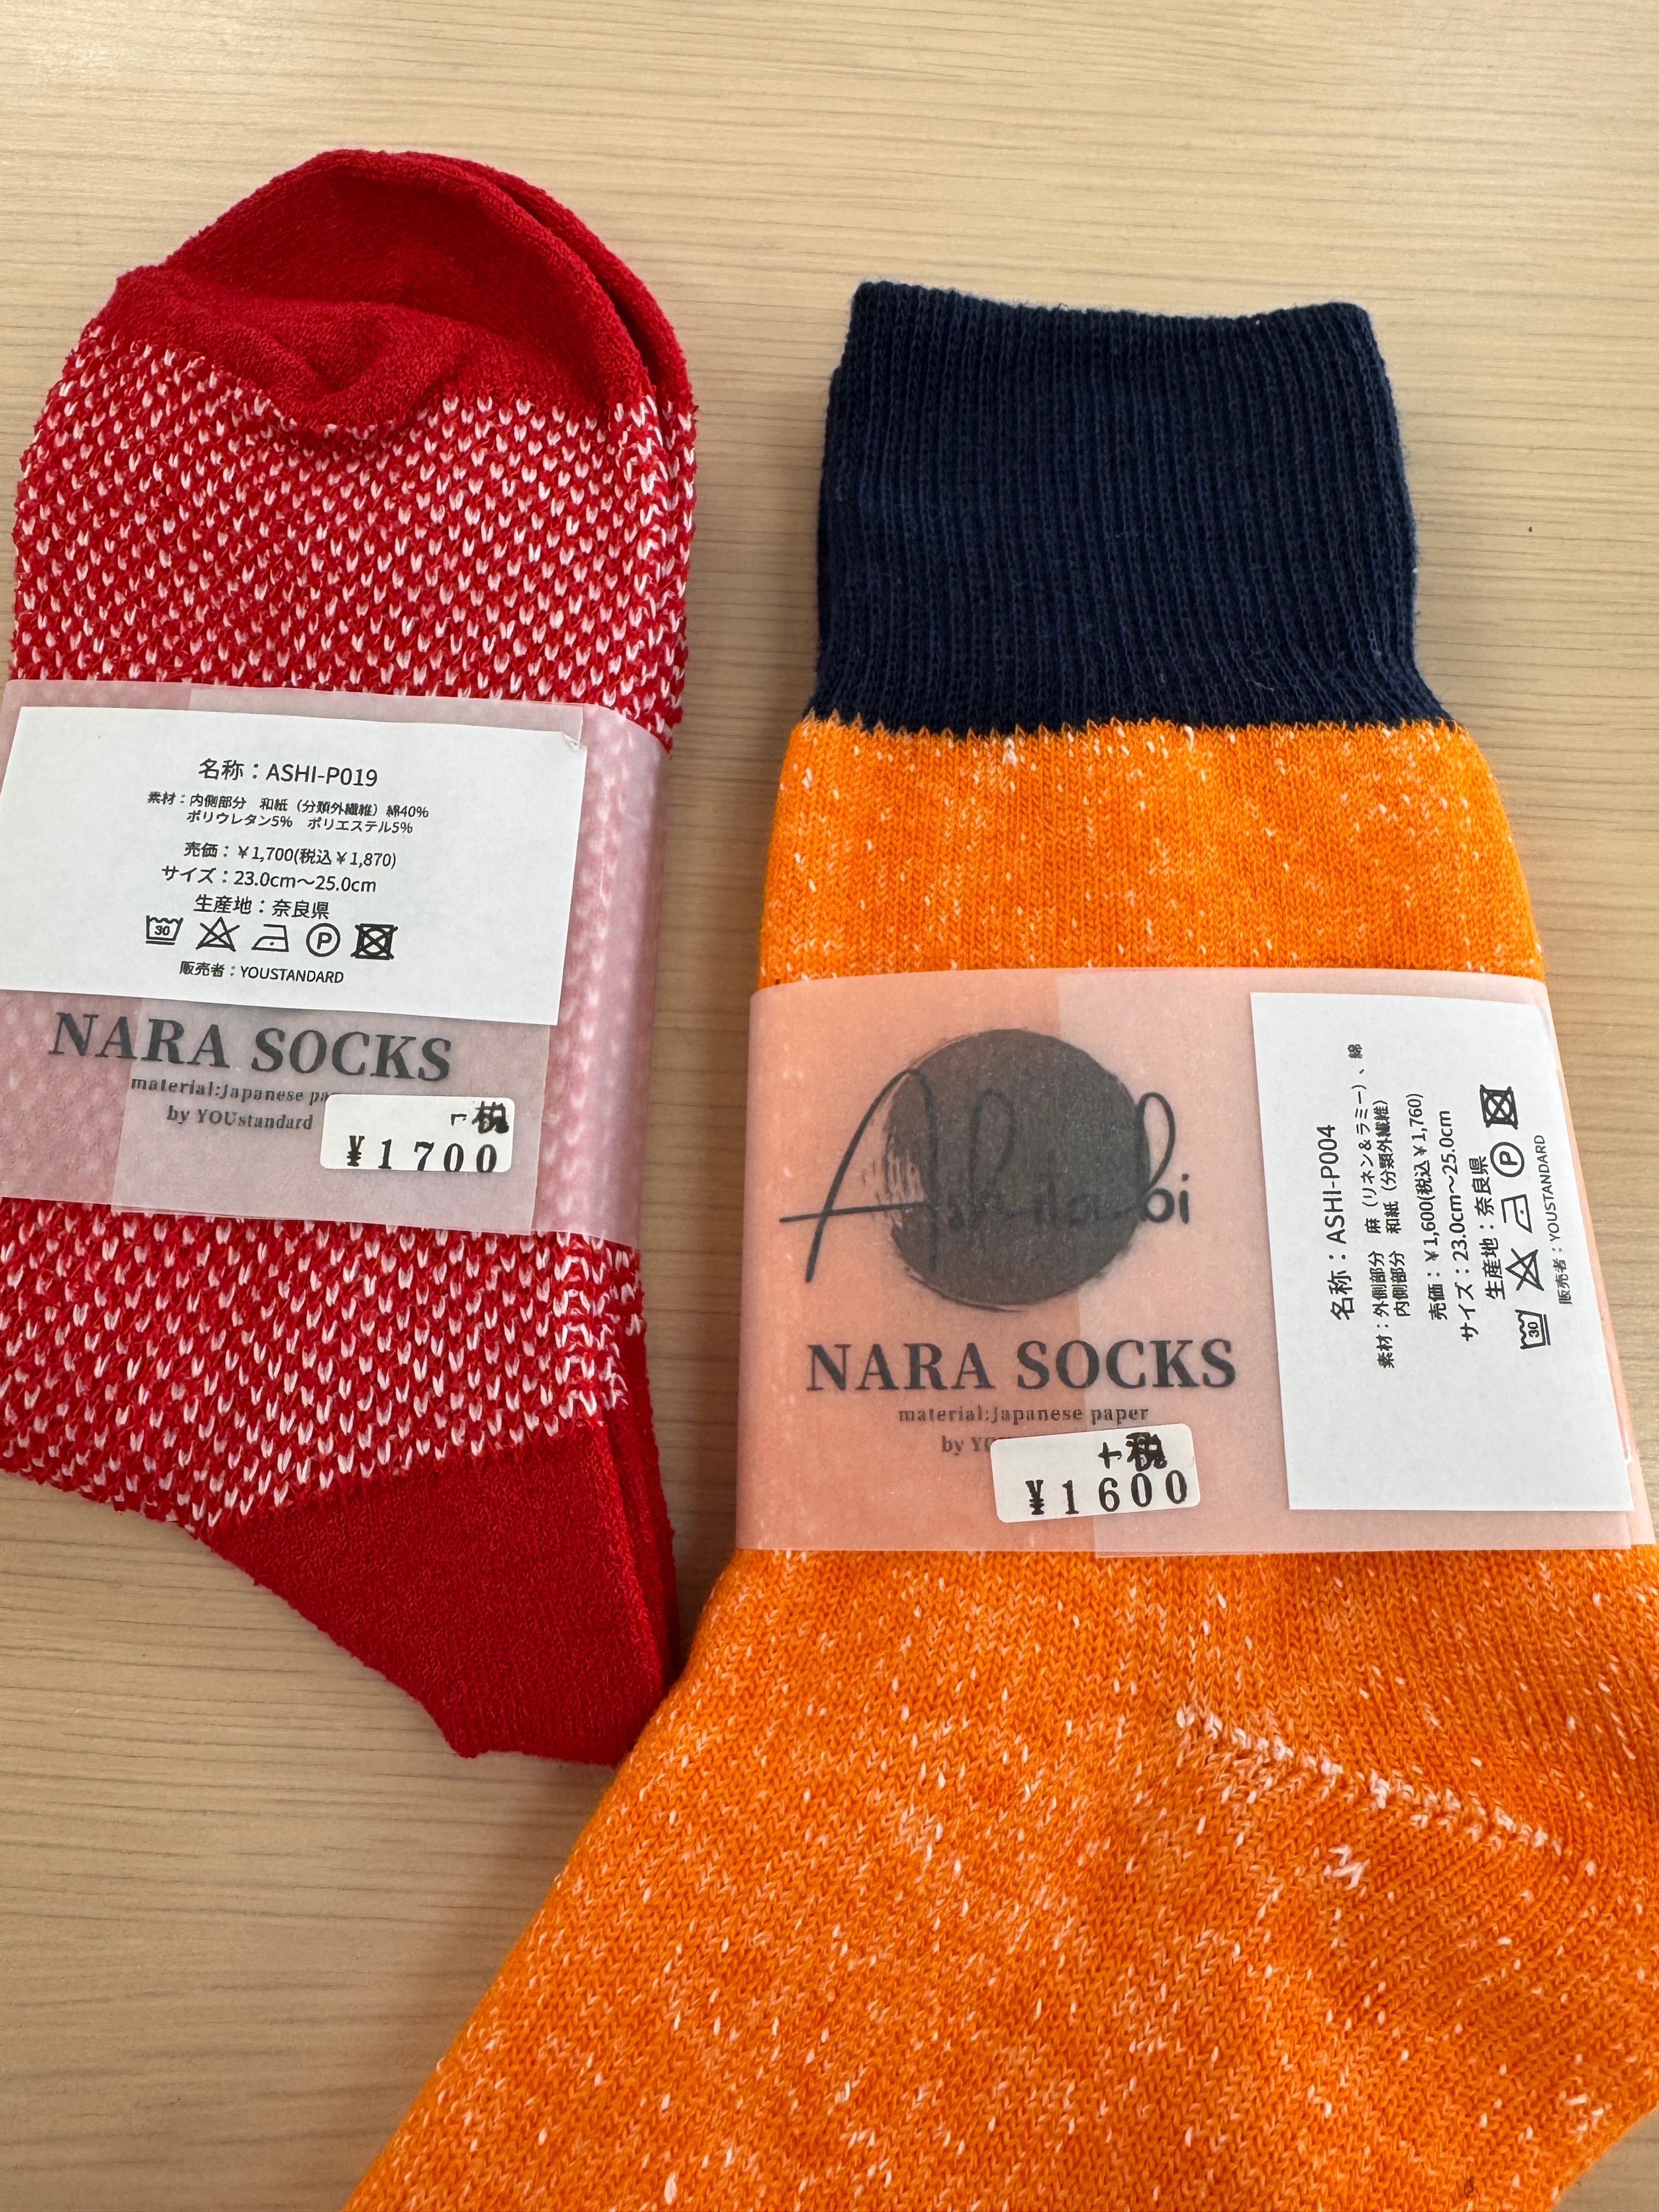 名称：ASHI-P019
素材：内側部分　和紙（分類外繊維）綿40%
ポリウレタン5%　ポリエステル5%
売価：￥1,700(税込￥1,870)
サイズ：23.0cm～25.0cm
生産地：奈良県
30
P
販売者：YOUSTANDARD
NARA SOCKS
material:Japanese
by YOUstandard
税
¥1700
Ashitabi
NARA SOCKS
material:Japanese paper
by
+税
¥1600
名称：ASHI-P004
素材：外側部分　麻（リネン＆ラミー）、綿
内側部分　和紙（分類外繊維）
売価：￥1,600(税込￥1,760)
サイズ：23.0cm～25.0cm
生産地：奈良県
30
P
販売者：YOUSTANDARD